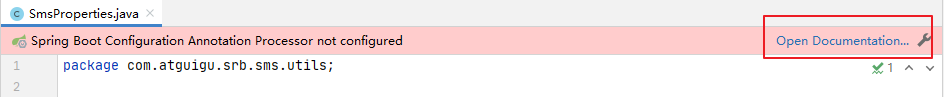 SmsProperties.java
Spring Boot Configuration Annotation Processor not configured Open Documentation...
1 package com.atguigu.srb.sms.utils; 1
2